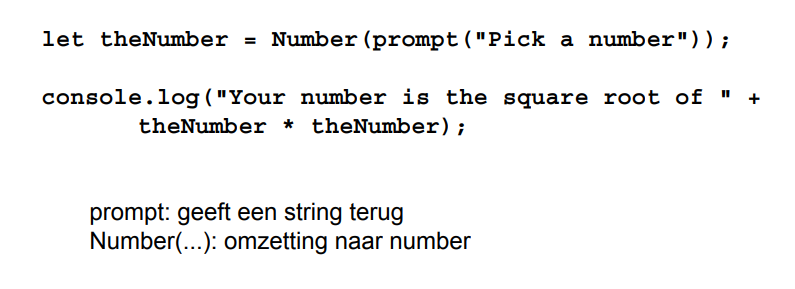 let theNumber = Number(prompt("Pick a number"));
console.log("Your number is the square root of " +
theNumber * theNumber);
prompt: geeft een string terug
Number(...): omzetting naar number